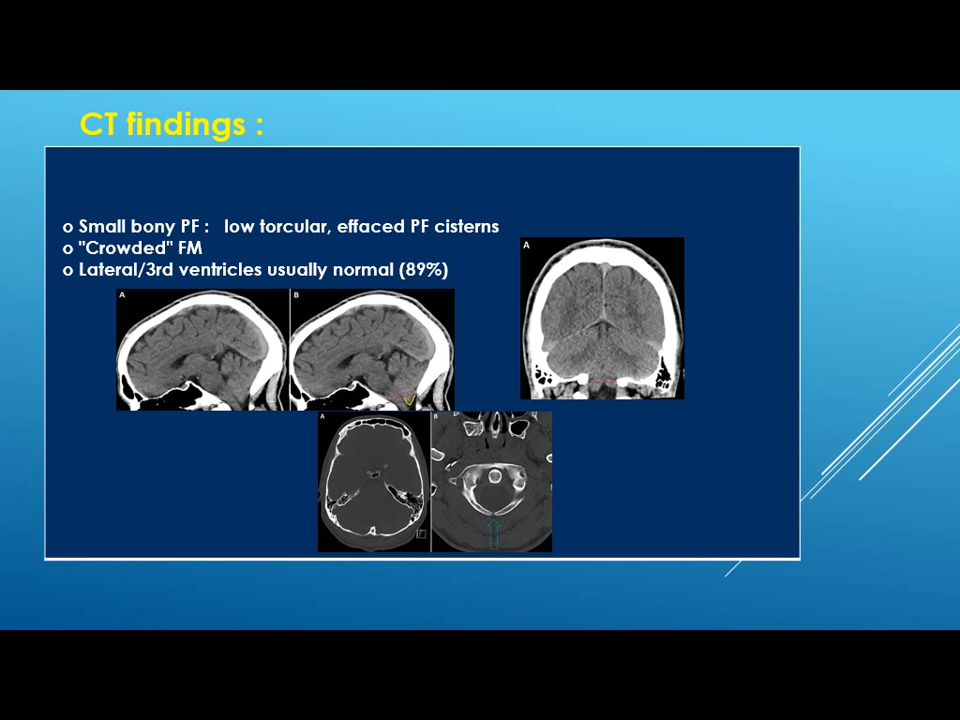 CT findings :
o Small bony PF : low torcular, effaced PF cisterns
o "Crowded" FM
o Lateral/3rd ventricles usually normal (89%)
A
A
B
A
B